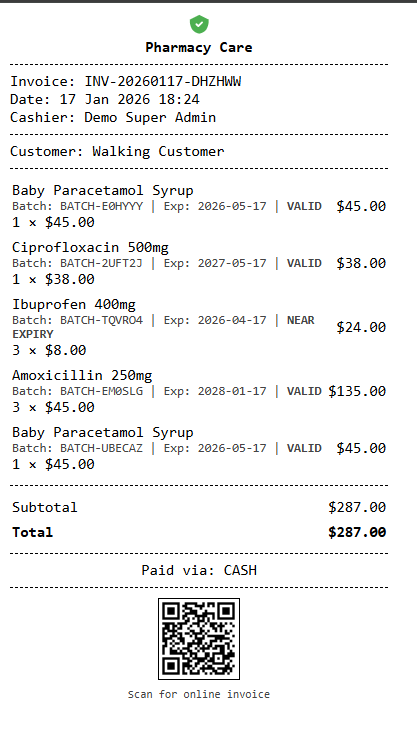 Pharmacy Care
Invoice: INV-20260117-DHZHWW
Date: 17 Jan 2026 18:24
Cashier: Demo Super Admin
Customer: Walking Customer
Baby Paracetamol Syrup
Batch: BATCH-E0HYYY | Exp: 2026-05-17 | VALID $45.00
1 × $45.00
Ciprofloxacin 500mg
Batch: BATCH-2UFT2J | Exp: 2027-05-17 | VALID $38.00
1 × $38.00
Ibuprofen 400mg
Batch: BATCH-TQVRO4 | Exp: 2026-04-17 | NEAR
EXPIRY $24.00
3 × $8.00
Amoxicillin 250mg
Batch: BATCH-EM0SLG | Exp: 2028-01-17 | VALID $135.00
3 × $45.00
Baby Paracetamol Syrup
Batch: BATCH-UBECAZ | Exp: 2026-05-17 | VALID $45.00
1 × $45.00
Subtotal $287.00
Total $287.00
Paid via: CASH
Scan for online invoice